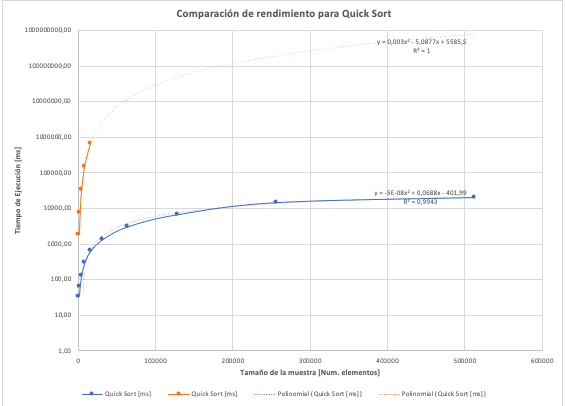 Comparación de rendimiento para Quick Sort
1000000000,00
100000000,00
10000000,00
1000000,00
100000,00
10000,00
1000,00
100,00
10,00
1,00
Tiempo de Ejecución [ms]
y = 0,003x² - 5,0877x + 5585,5
R² = 1
y = -5E-08x² + 0,0688x - 401,99
R² = 0,9943
0
100000
200000
300000
400000
500000
600000
Tamaño de la muestra [Num. elementos]
Quick Sort [ms]
Quick Sort [ms]
Polinomial (Quick Sort [ms])
Polinomial (Quick Sort [ms])